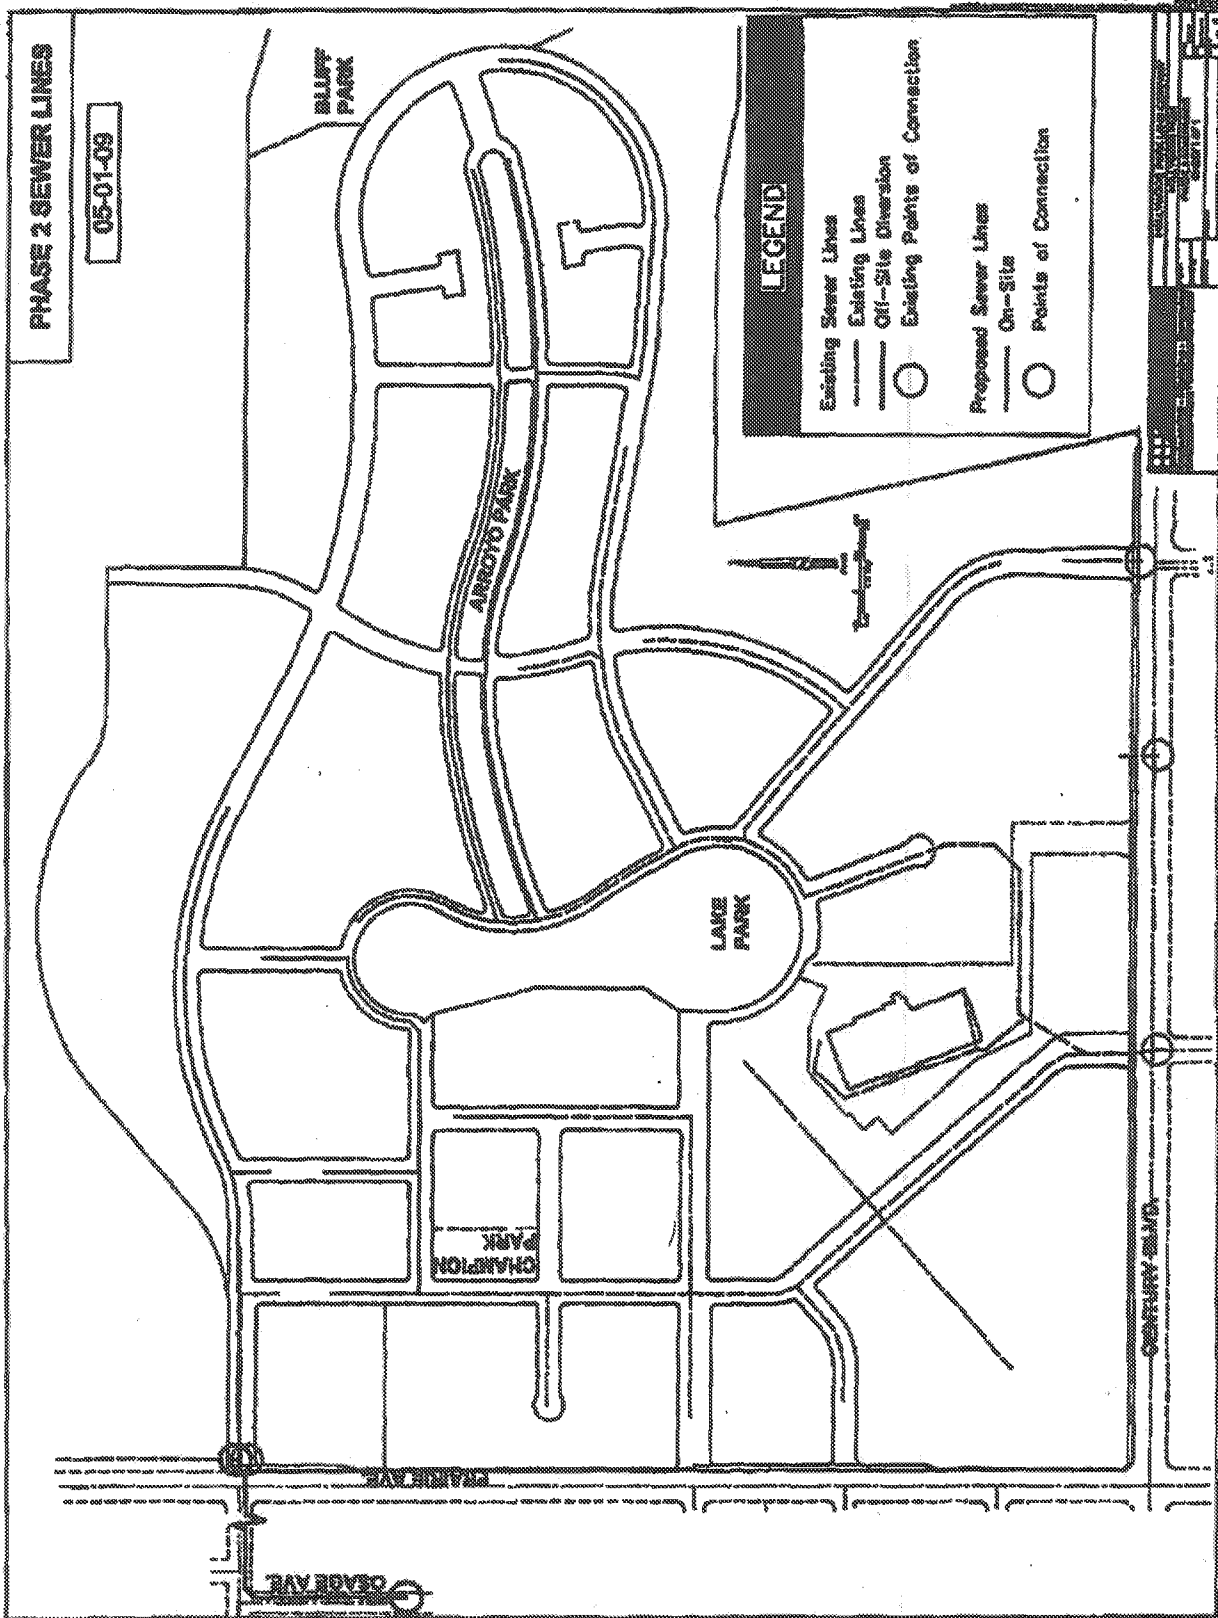 PHASE 2 SEWER LINES
05-01-09
BLUFF
PARK
ARROYO PARK
LAKE
PARK
CHAMPION
PARK
PRAIRIE AVE.
OSAGE AVE.
CENTURY BLVD.
LEGEND
Existing Sewer Lines
Existing Lines
Off-Site Diversion
Existing Points of Connection
Proposed Sewer Lines
On-Site
Points of Connection